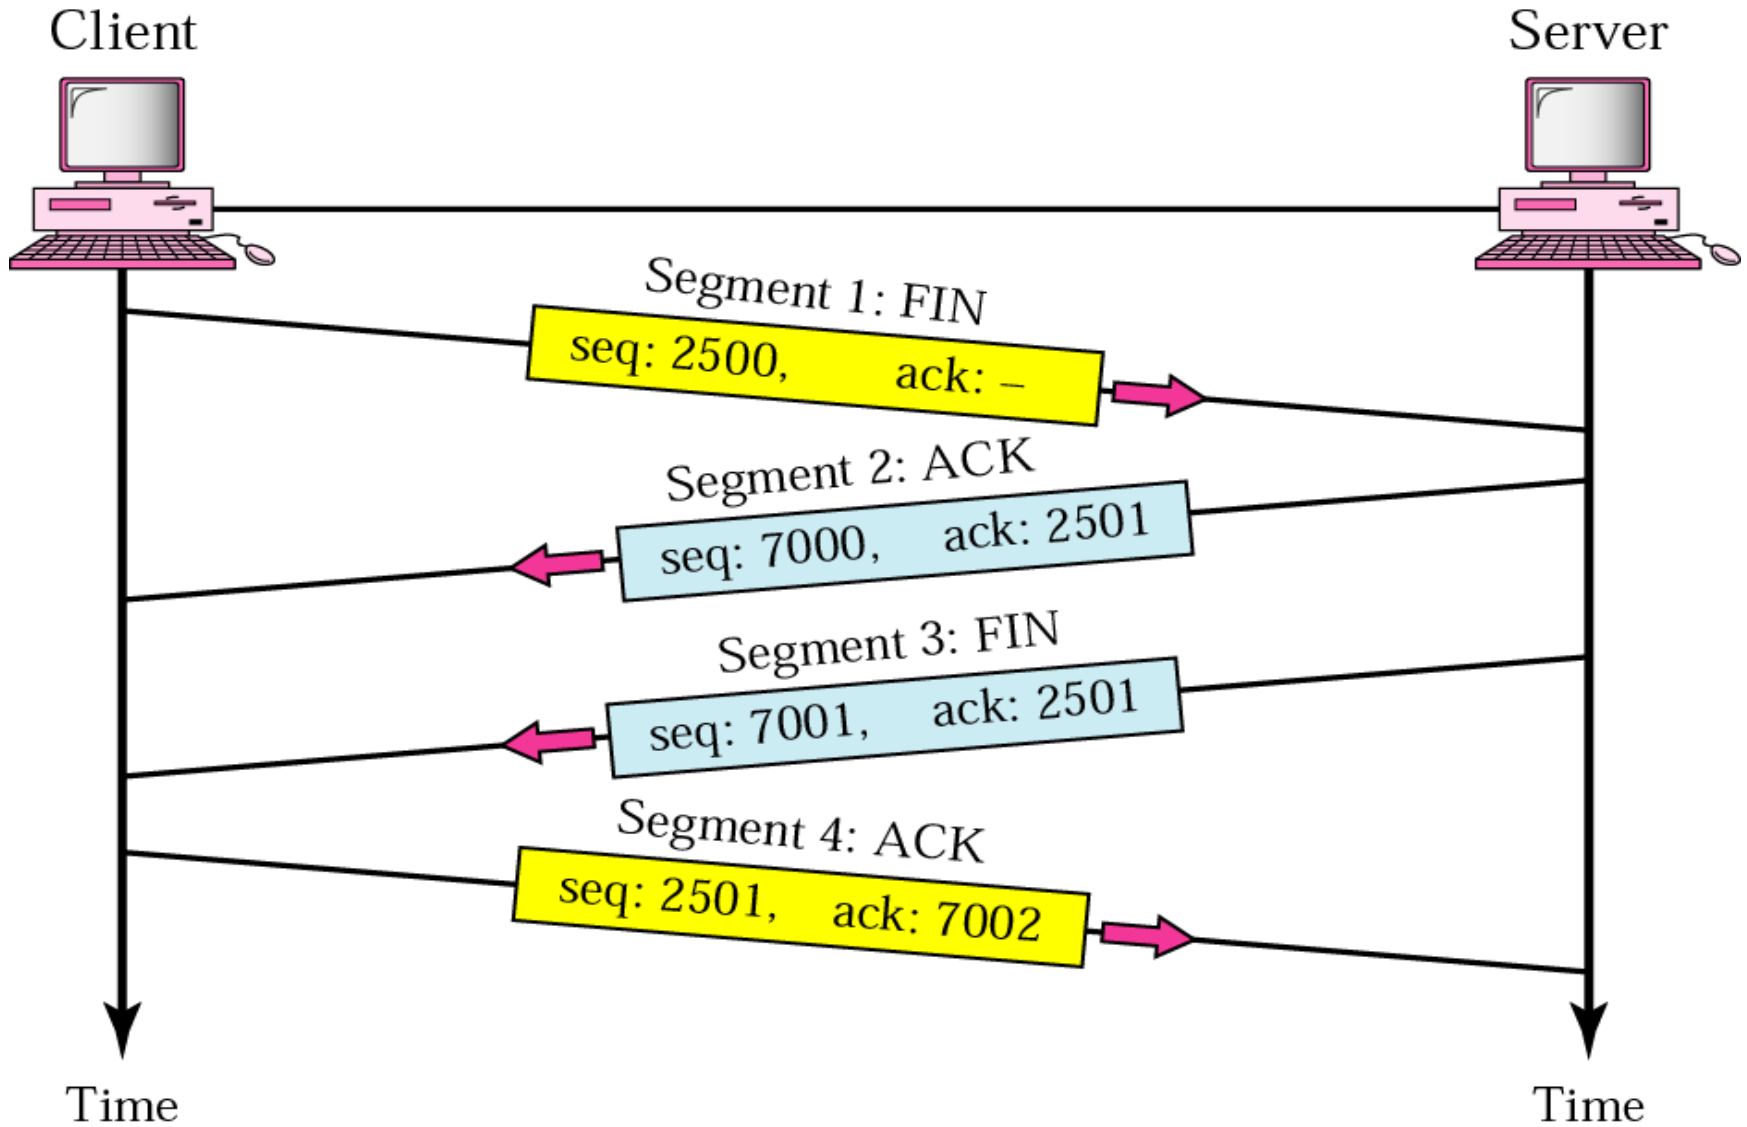 Client
Server
Segment 1: FIN
seq: 2500, ack: –
Segment 2: ACK
seq: 7000, ack: 2501
Segment 3: FIN
seq: 7001, ack: 2501
Segment 4: ACK
seq: 2501, ack: 7002
Time
Time